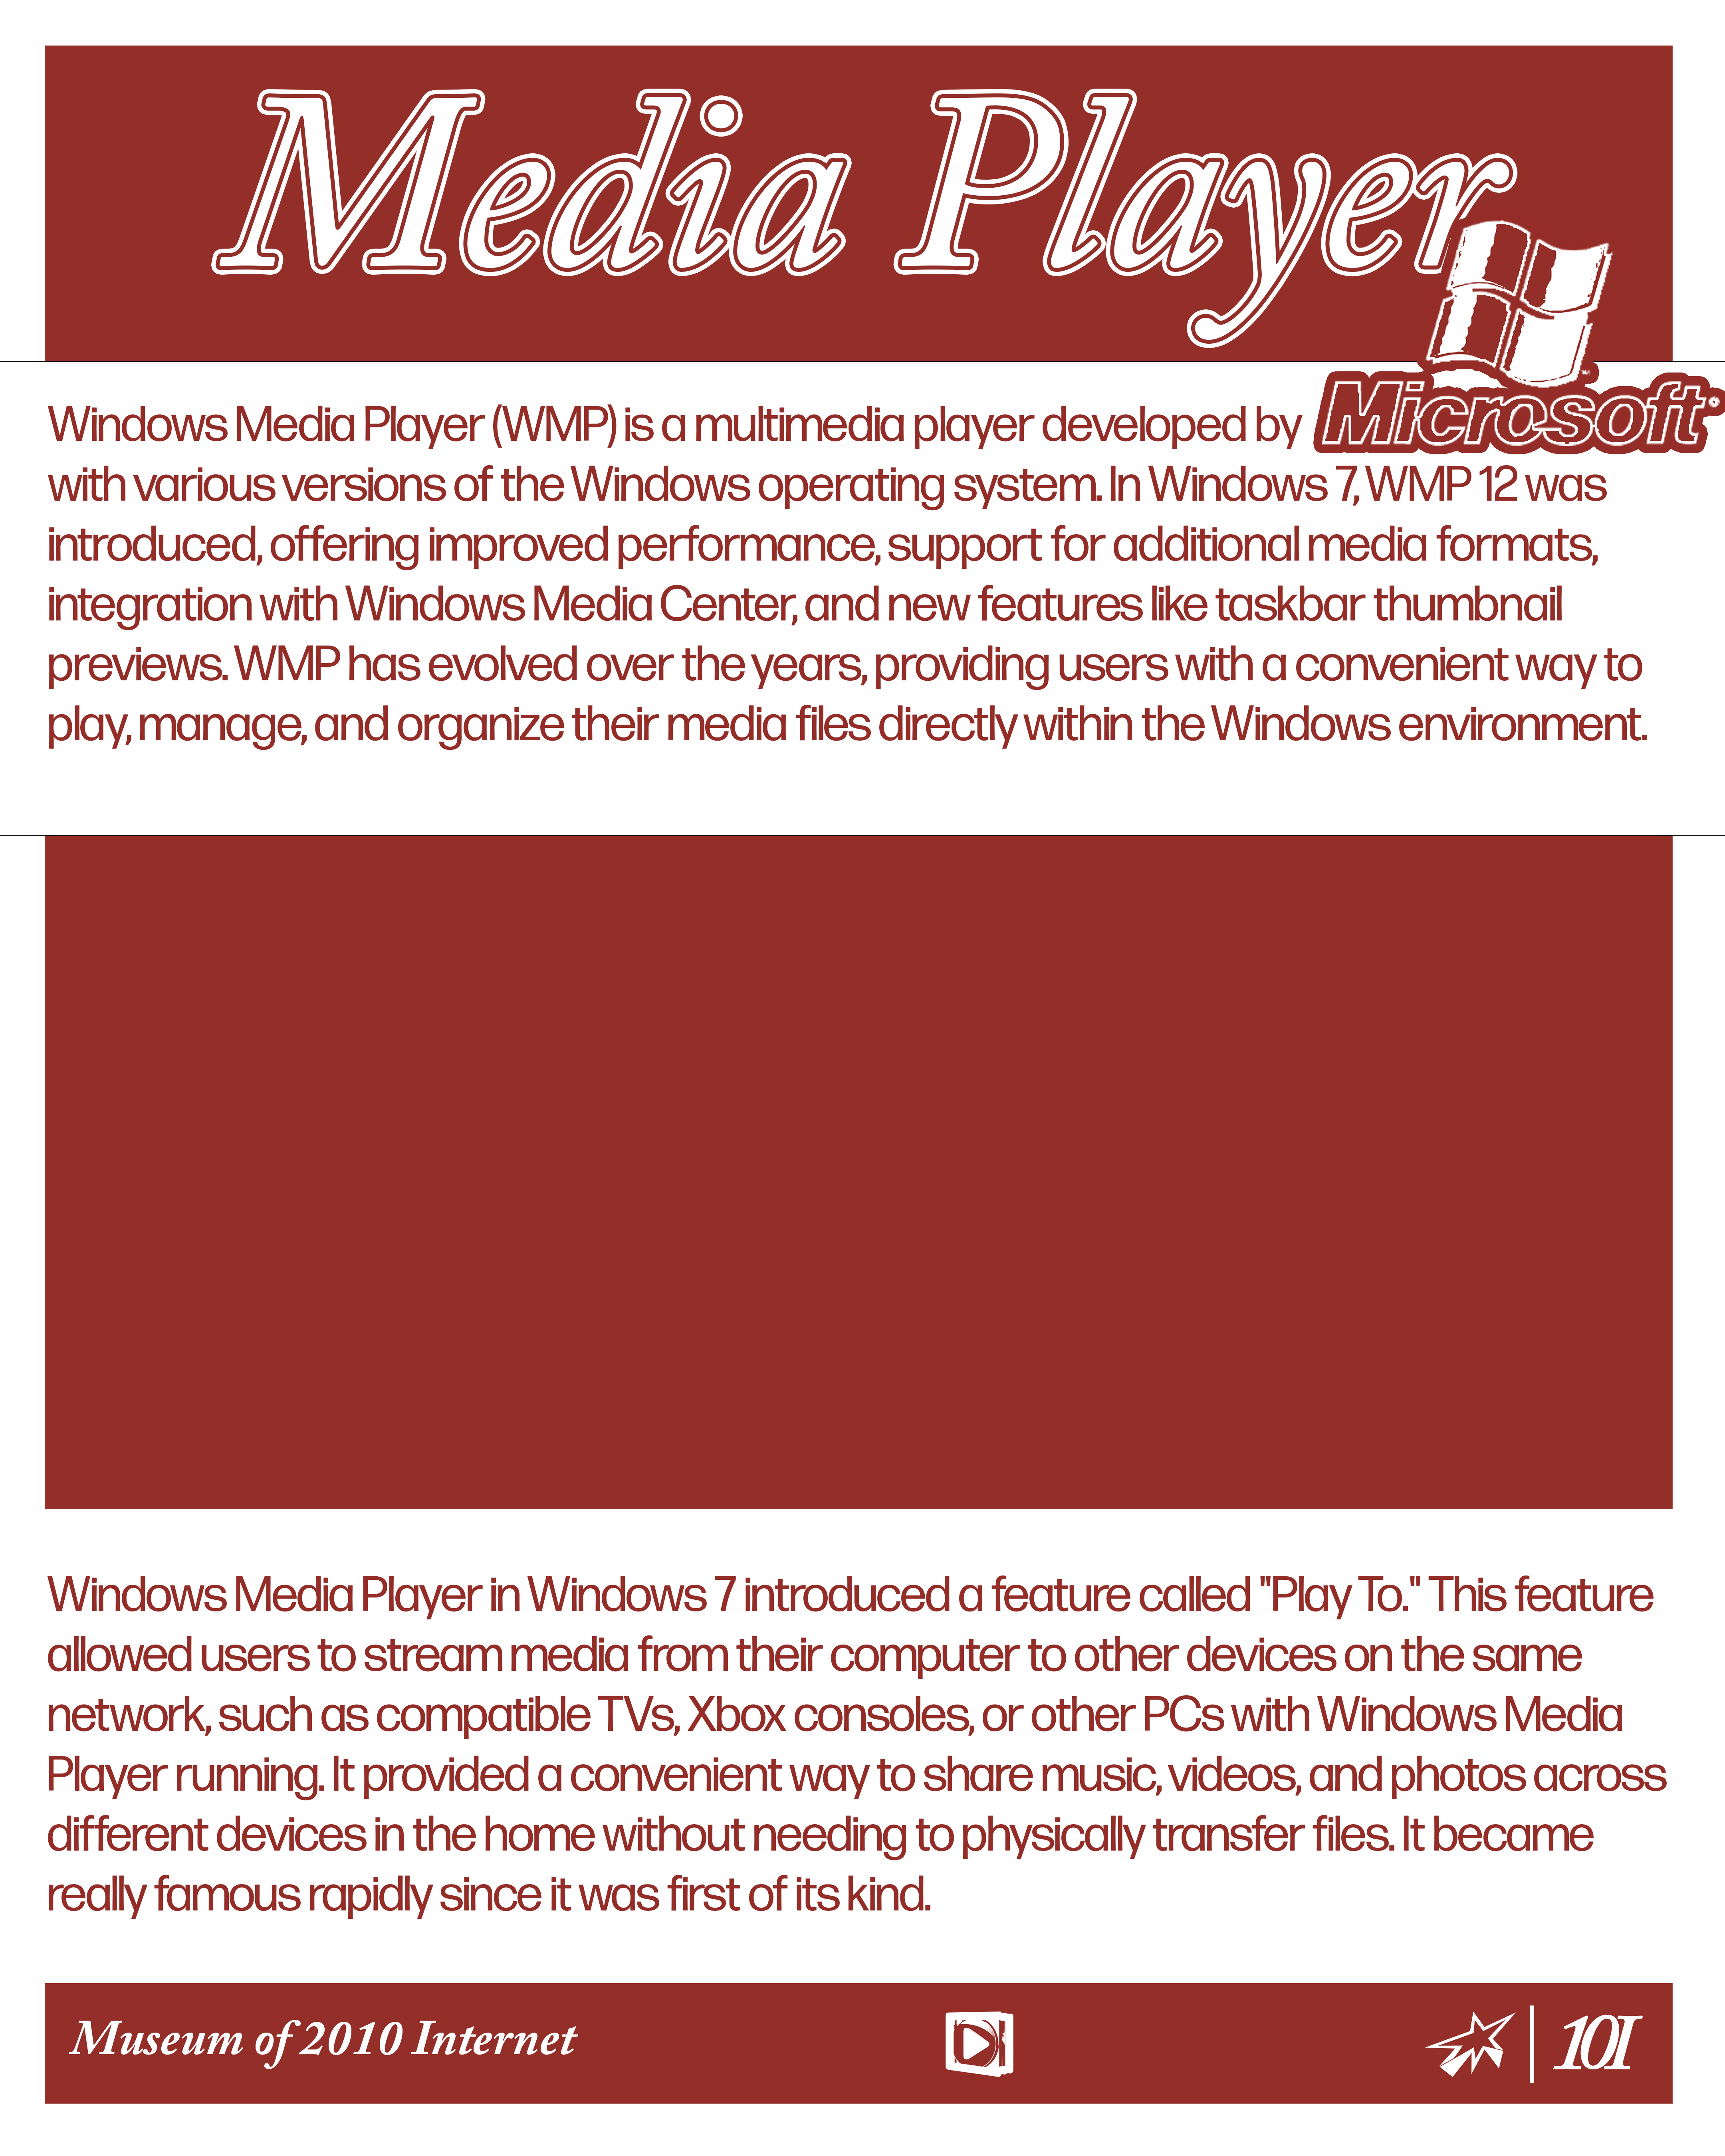 Media Player
Microsoft®
Windows Media Player (WMP) is a multimedia player developed by
with various versions of the Windows operating system. In Windows 7, WMP 12 was
introduced, offering improved performance, support for additional media formats,
integration with Windows Media Center, and new features like taskbar thumbnail
previews. WMP has evolved over the years, providing users with a convenient way to
play, manage, and organize their media files directly within the Windows environment.
Windows Media Player in Windows 7 introduced a feature called "Play To." This feature
allowed users to stream media from their computer to other devices on the same
network, such as compatible TVs, Xbox consoles, or other PCs with Windows Media
Player running. It provided a convenient way to share music, videos, and photos across
different devices in the home without needing to physically transfer files. It became
really famous rapidly since it was first of its kind.
Museum of 2010 Internet
10I